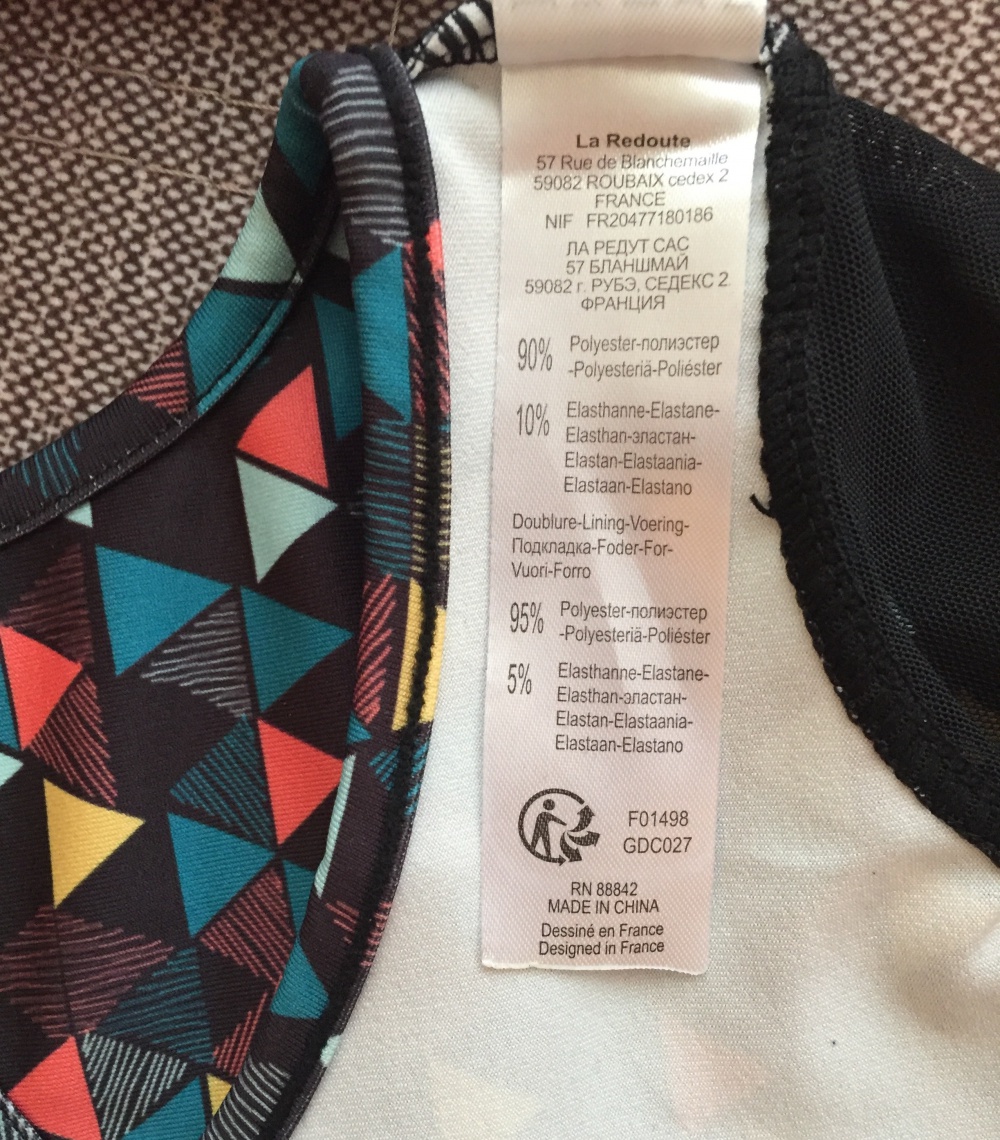 La Redoute
57 Rue de Blanchemaille
59082 ROUBAIX cedex 2
FRANCE
NIF FR20477180186
ЛА РЕДУТ САС
57 БЛАНШМАЙ
59082 г. РУБЭ, СЕДЕКС 2
ФРАНЦИЯ
90% Polyester-полиэстер
-Polyesteriä-Poliéster
10% Elasthanne-Elastane-
Elasthan-эластан-
Elastan-Elastaania-
Elastaan-Elastano
Doublure-Lining-Voering-
Подкладка-Foder-For-
Vuori-Forro
95% Polyester-полиэстер
-Polyesteriä-Poliéster
5% Elasthanne-Elastane-
Elasthan-эластан-
Elastan-Elastaania-
Elastaan-Elastano
F01498
GDC027
RN 88842
MADE IN CHINA
Dessiné en France
Designed in France